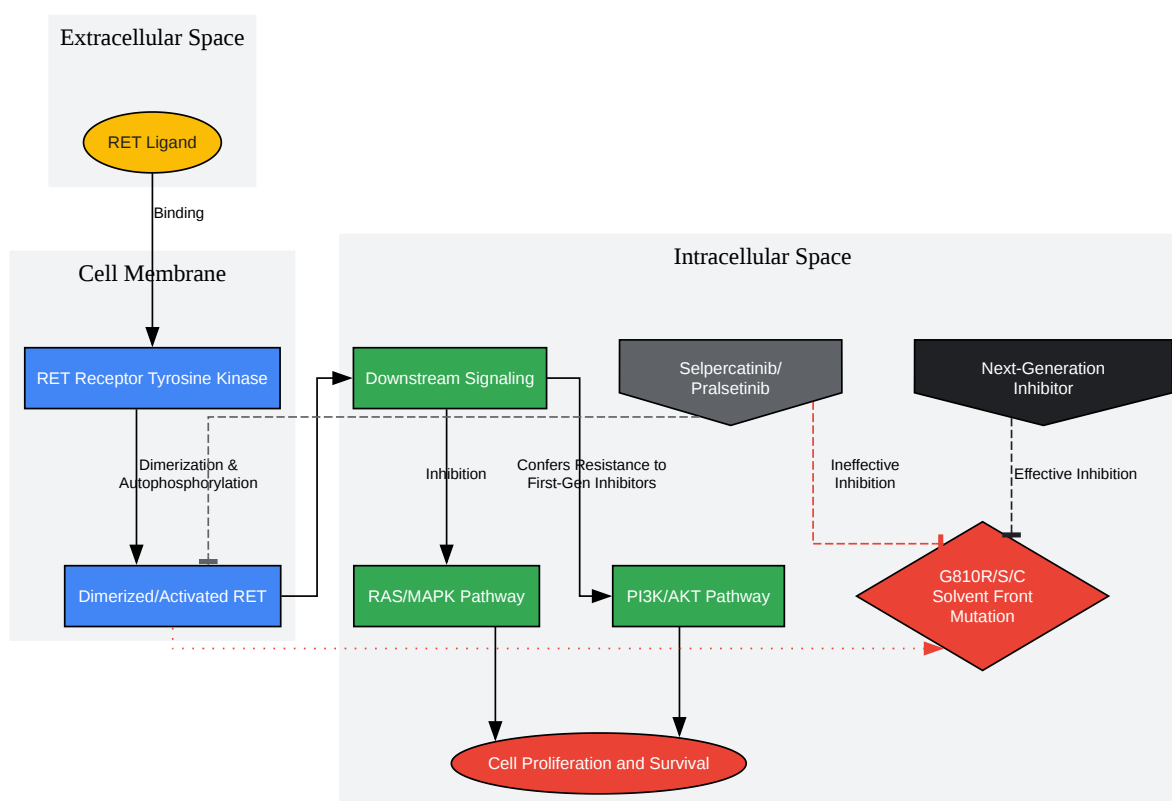 Extracellular Space
RET Ligand
Binding
Cell Membrane
Intracellular Space
RET Receptor Tyrosine Kinase
Downstream Signaling
Selpercatinib/
Pralsetinib
Next-Generation
Inhibitor
Dimerization &
Autophosphorylation
Inhibition
Confers Resistance to
First-Gen Inhibitors
Ineffective
Inhibition
Effective Inhibition
Dimerized/Activated RET
RAS/MAPK Pathway
PI3K/AKT Pathway
G810R/S/C
Solvent Front
Mutation
Cell Proliferation and Survival